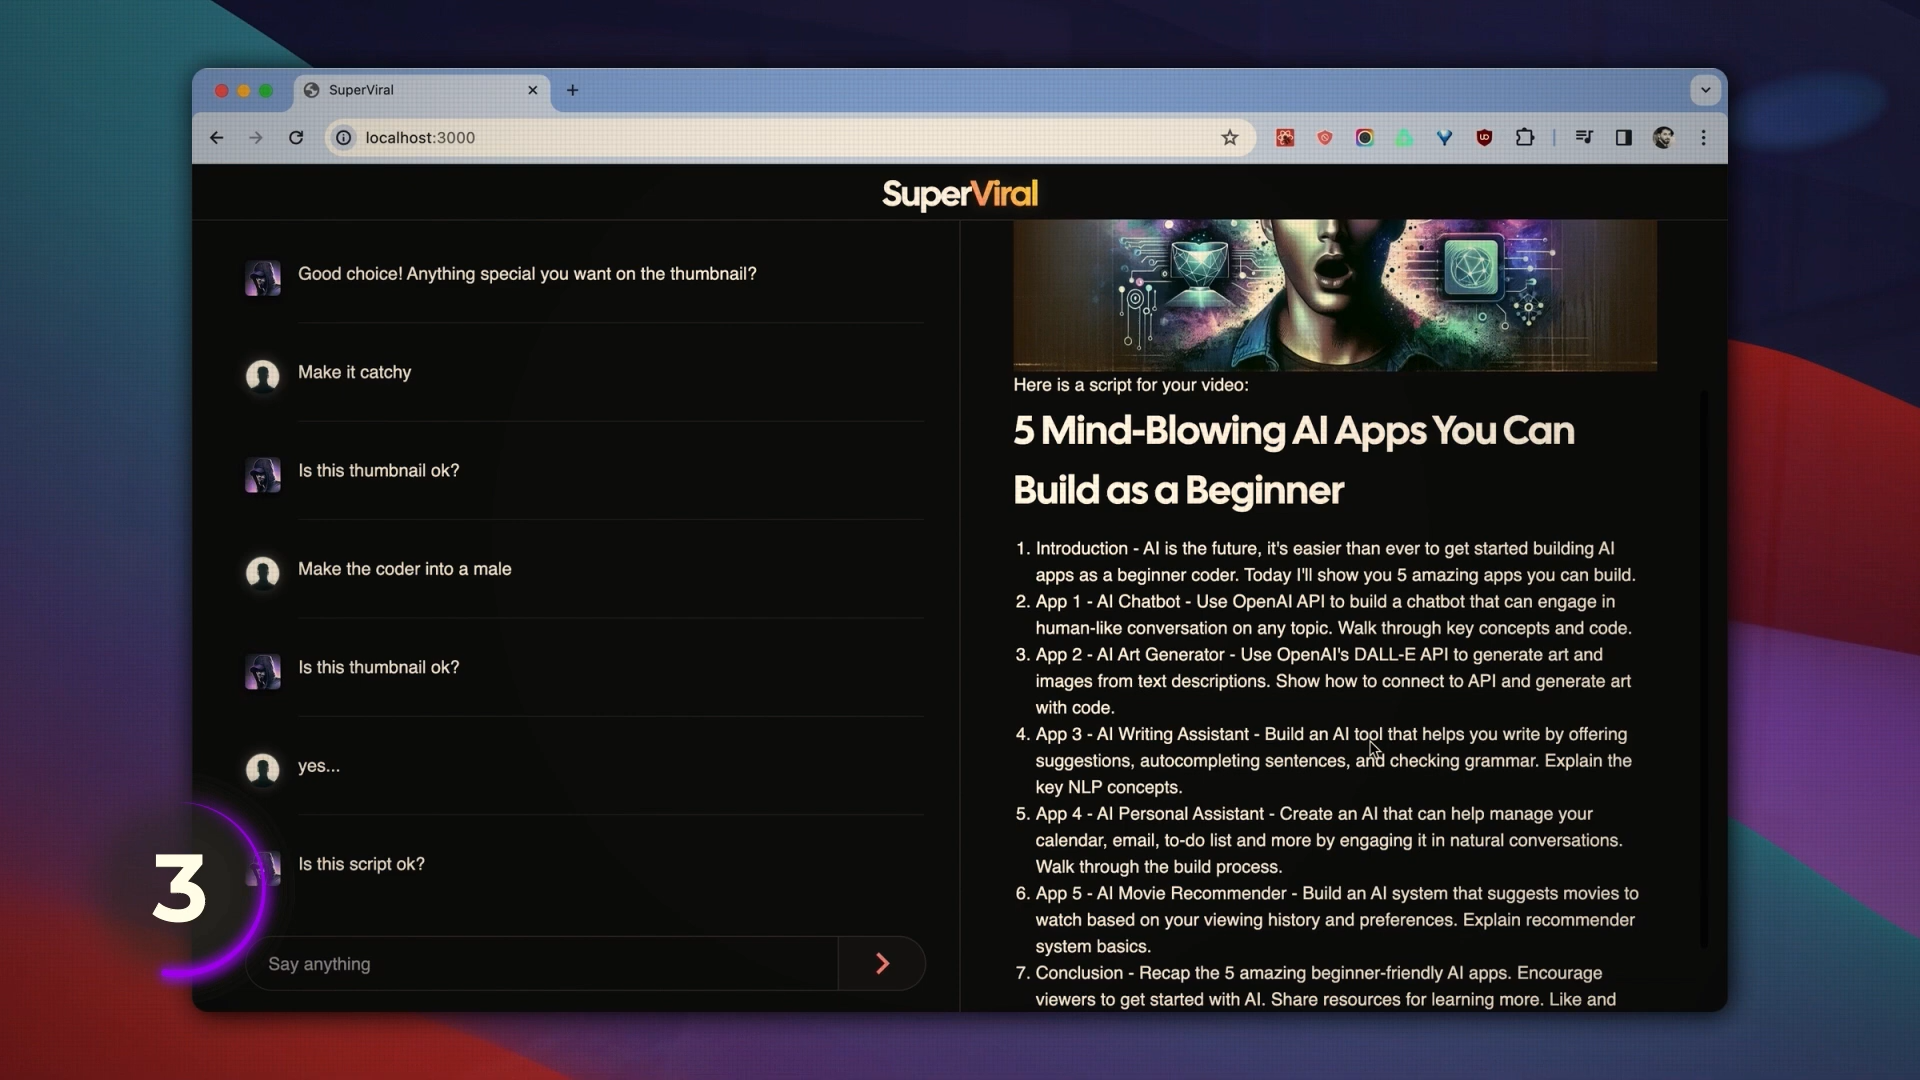 SuperViral
localhost:3000
SuperViral
Good choice! Anything special you want on the thumbnail?
Make it catchy
Is this thumbnail ok?
Make the coder into a male
Is this thumbnail ok?
yes...
Is this script ok?
3
Say anything
Here is a script for your video:
5 Mind-Blowing AI Apps You Can
Build as a Beginner
1. Introduction - AI is the future, it's easier than ever to get started building AI
apps as a beginner coder. Today I'll show you 5 amazing apps you can build.
2. App 1 - AI Chatbot - Use OpenAI API to build a chatbot that can engage in
human-like conversation on any topic. Walk through key concepts and code.
3. App 2 - AI Art Generator - Use OpenAI's DALL-E API to generate art and
images from text descriptions. Show how to connect to API and generate art
with code.
4. App 3 - AI Writing Assistant - Build an AI tool that helps you write by offering
suggestions, autocompleting sentences, and checking grammar. Explain the
key NLP concepts.
5. App 4 - AI Personal Assistant - Create an AI that can help manage your
calendar, email, to-do list and more by engaging it in natural conversations.
Walk through the build process.
6. App 5 - AI Movie Recommender - Build an AI system that suggests movies to
watch based on your viewing history and preferences. Explain recommender
system basics.
7. Conclusion - Recap the 5 amazing beginner-friendly AI apps. Encourage
viewers to get started with AI. Share resources for learning more. Like and